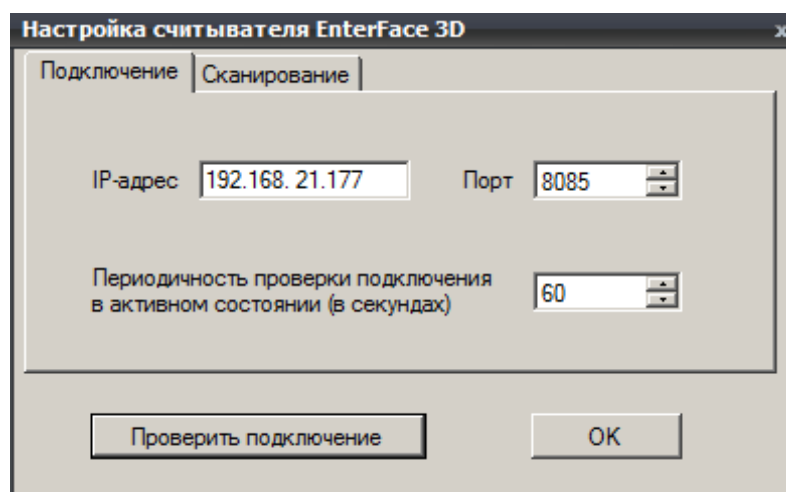 Настройка считывателя EnterFace 3D x
Подключение Сканирование
IP-адрес 192.168. 21.177 Порт 8085
Периодичность проверки подключения
в активном состоянии (в секундах) 60
Проверить подключение OK